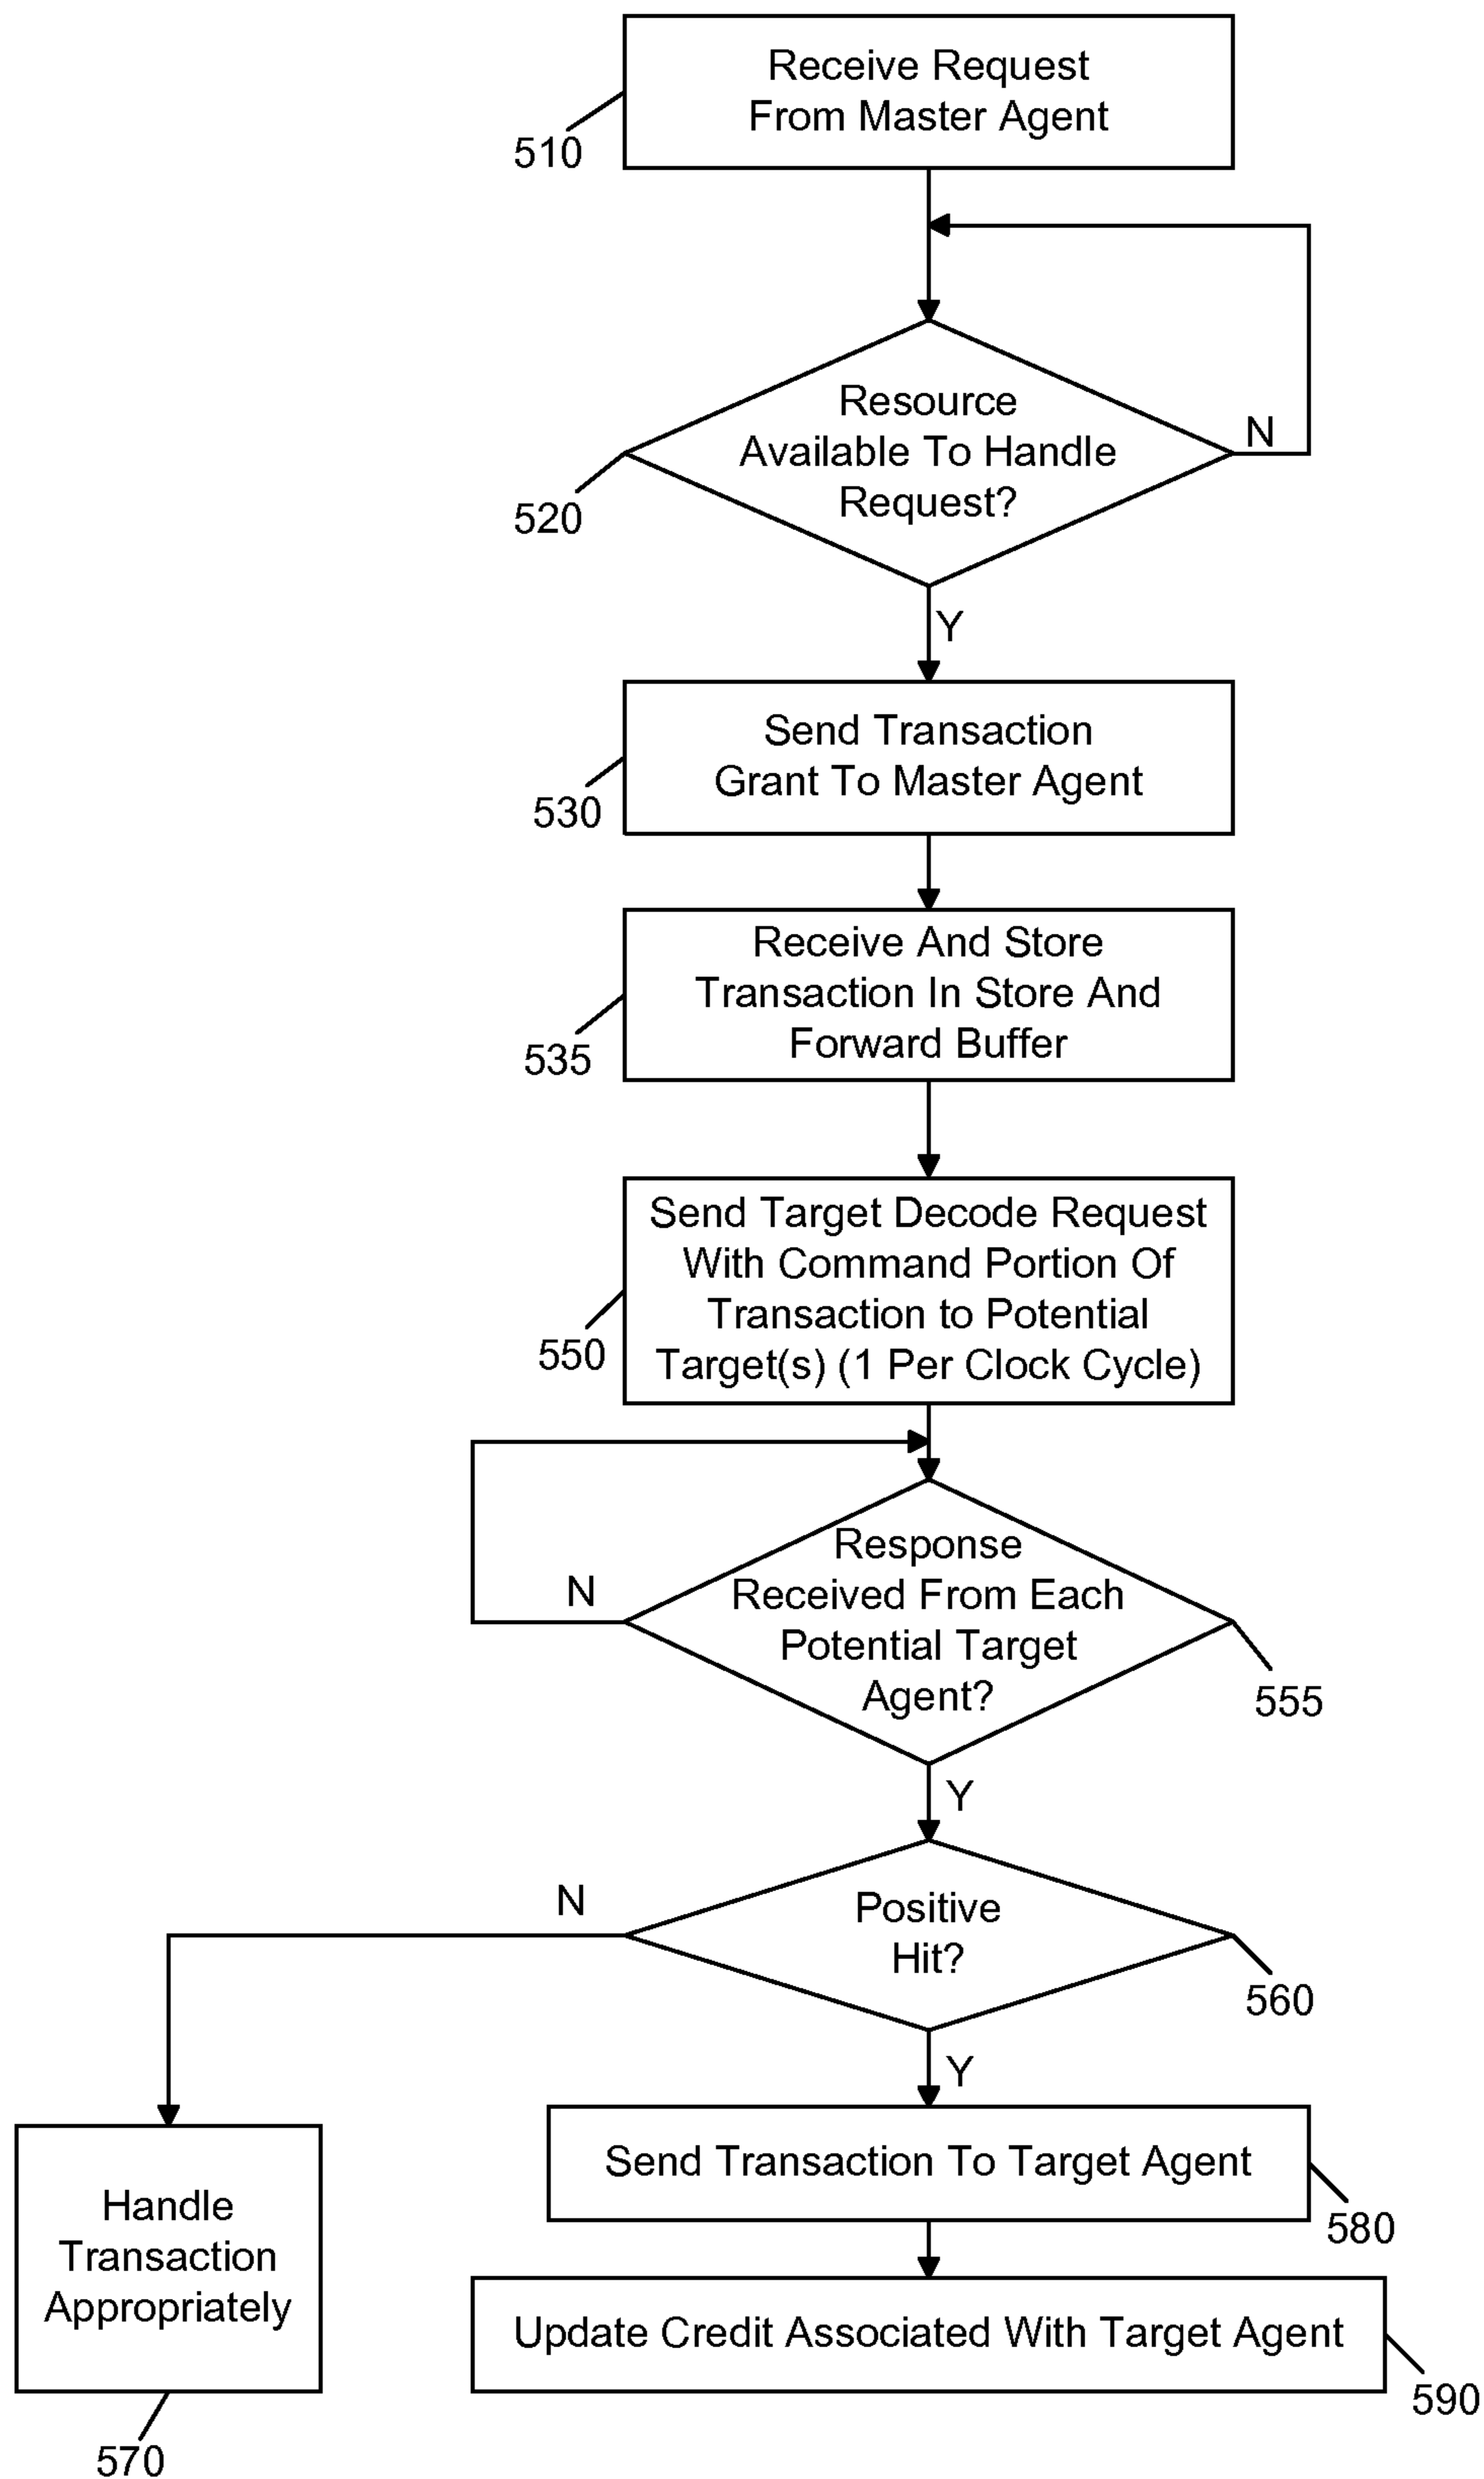 Receive Request
From Master Agent
510
Resource
Available To Handle
Request?
N
520
Y
Send Transaction
Grant To Master Agent
530
Receive And Store
Transaction In Store And
Forward Buffer
535
Send Target Decode Request
With Command Portion Of
Transaction to Potential
Target(s) (1 Per Clock Cycle)
550
Response
Received From Each
Potential Target
Agent?
N
555
Y
Positive
Hit?
N
560
Y
Send Transaction To Target Agent
580
Handle
Transaction
Appropriately
570
Update Credit Associated With Target Agent
590